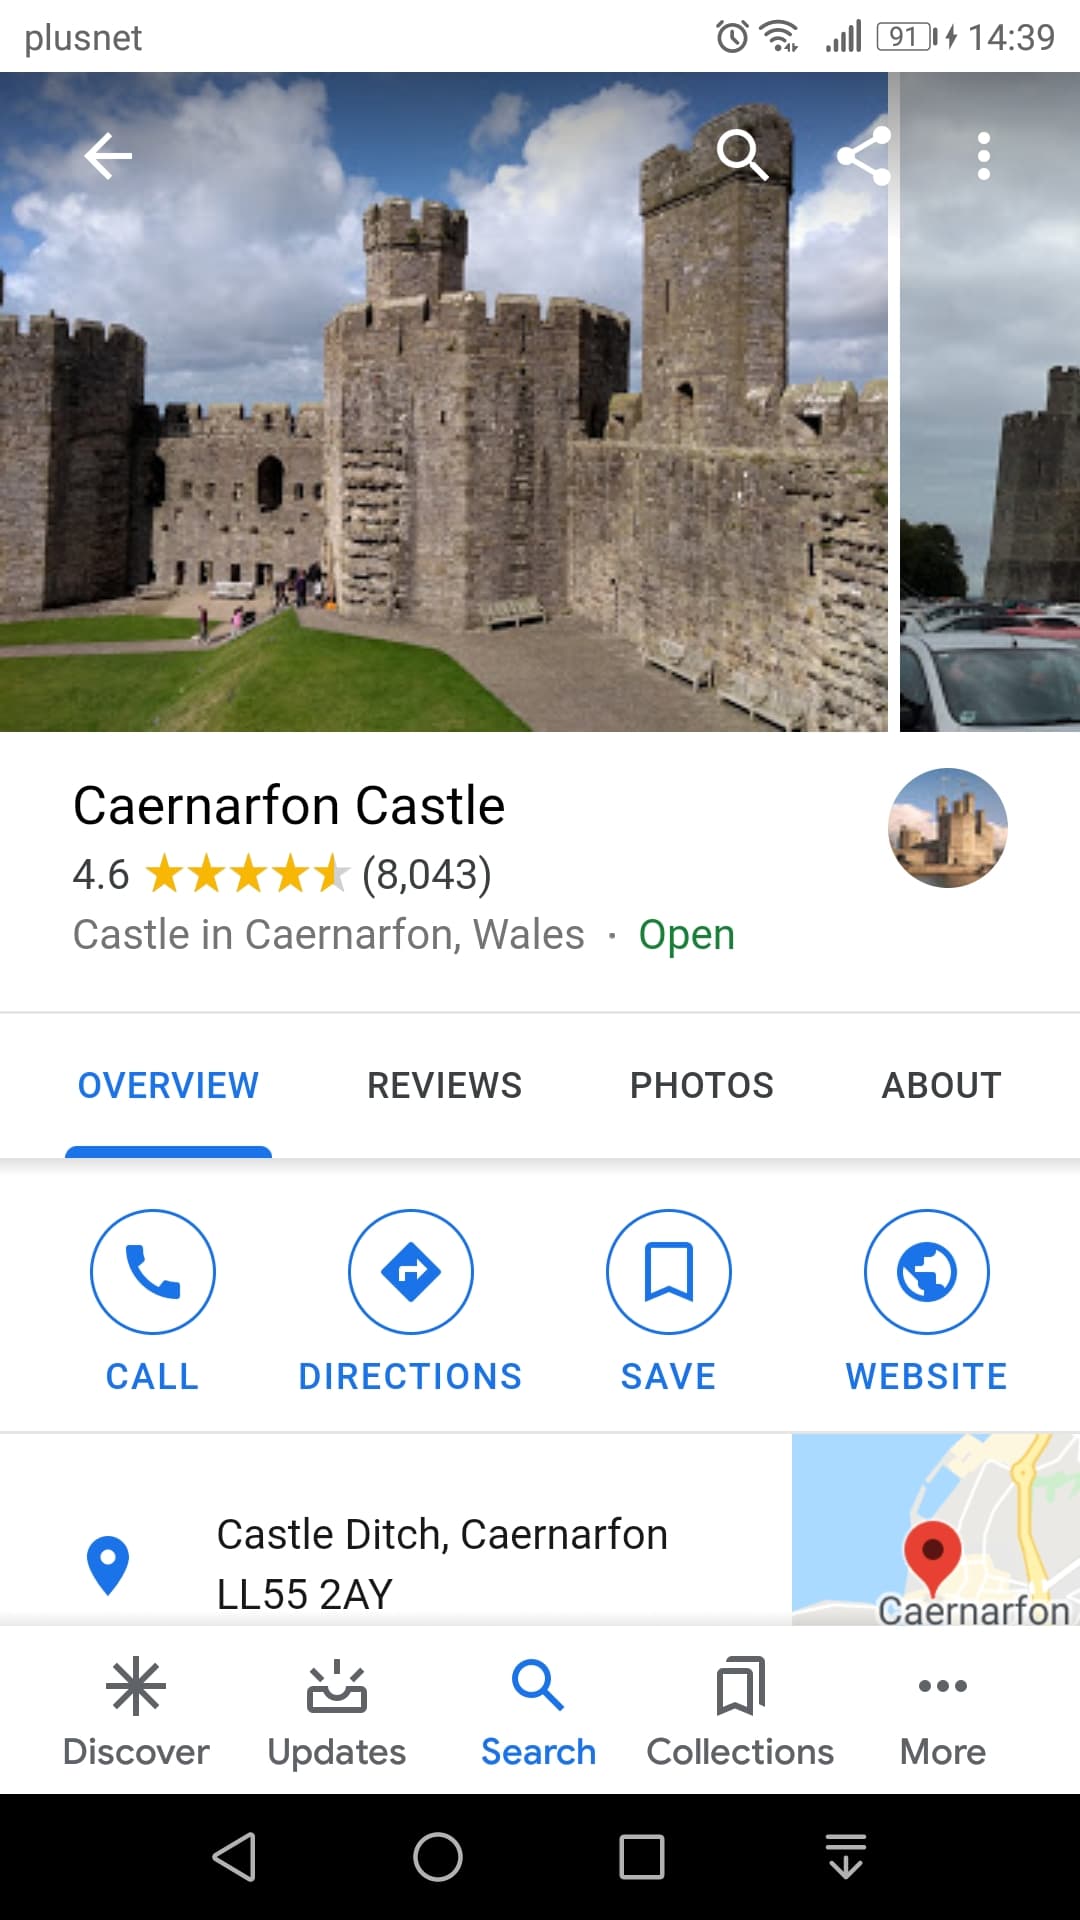 plusnet
91 14:39
Caernarfon Castle
4.6 (8,043)
Castle in Caernarfon, Wales · Open
OVERVIEW REVIEWS PHOTOS ABOUT
CALL DIRECTIONS SAVE WEBSITE
Castle Ditch, Caernarfon
LL55 2AY
Caernarfon
Discover Updates Search Collections More